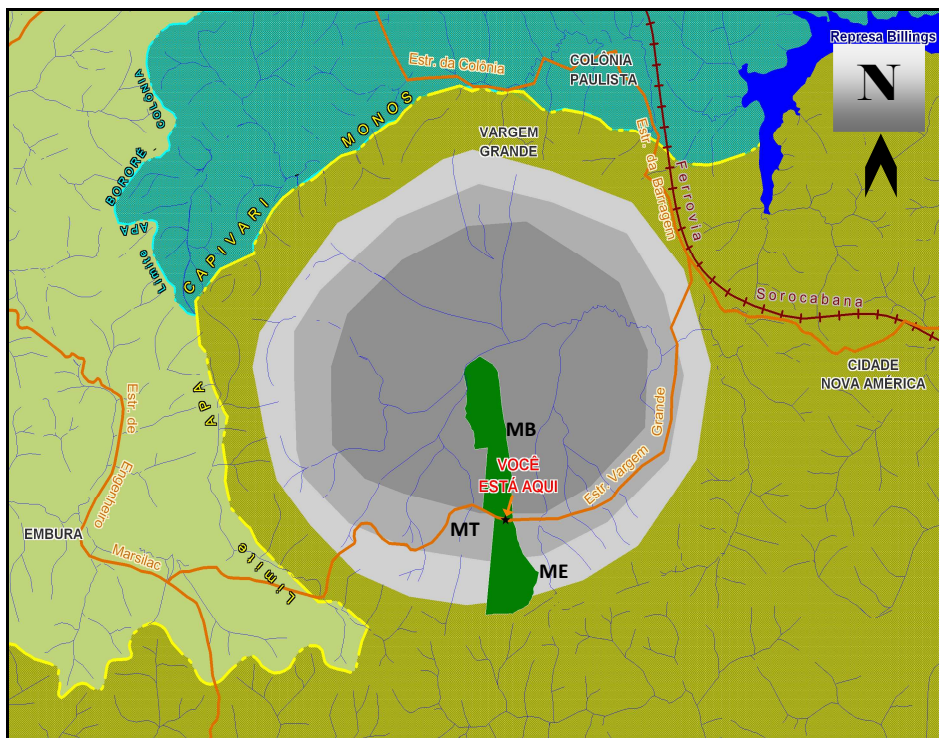 Represa Billings
N
Estr. da Colônia
COLÔNIA
PAULISTA
COLONIA
MONOS
VARGEM
GRANDE
Estr. da Barragem
Ferrovia
BORORÉ
APA
Limite
CAPIVARI
Sorocabana
CIDADE
NOVA AMÉRICA
APA
Estr. de
Grande
MB
VOCÊ
ESTÁ AQUI
Estr. Vargem
Engenheiro
MT
EMBURA
Marsilac
Limite
ME